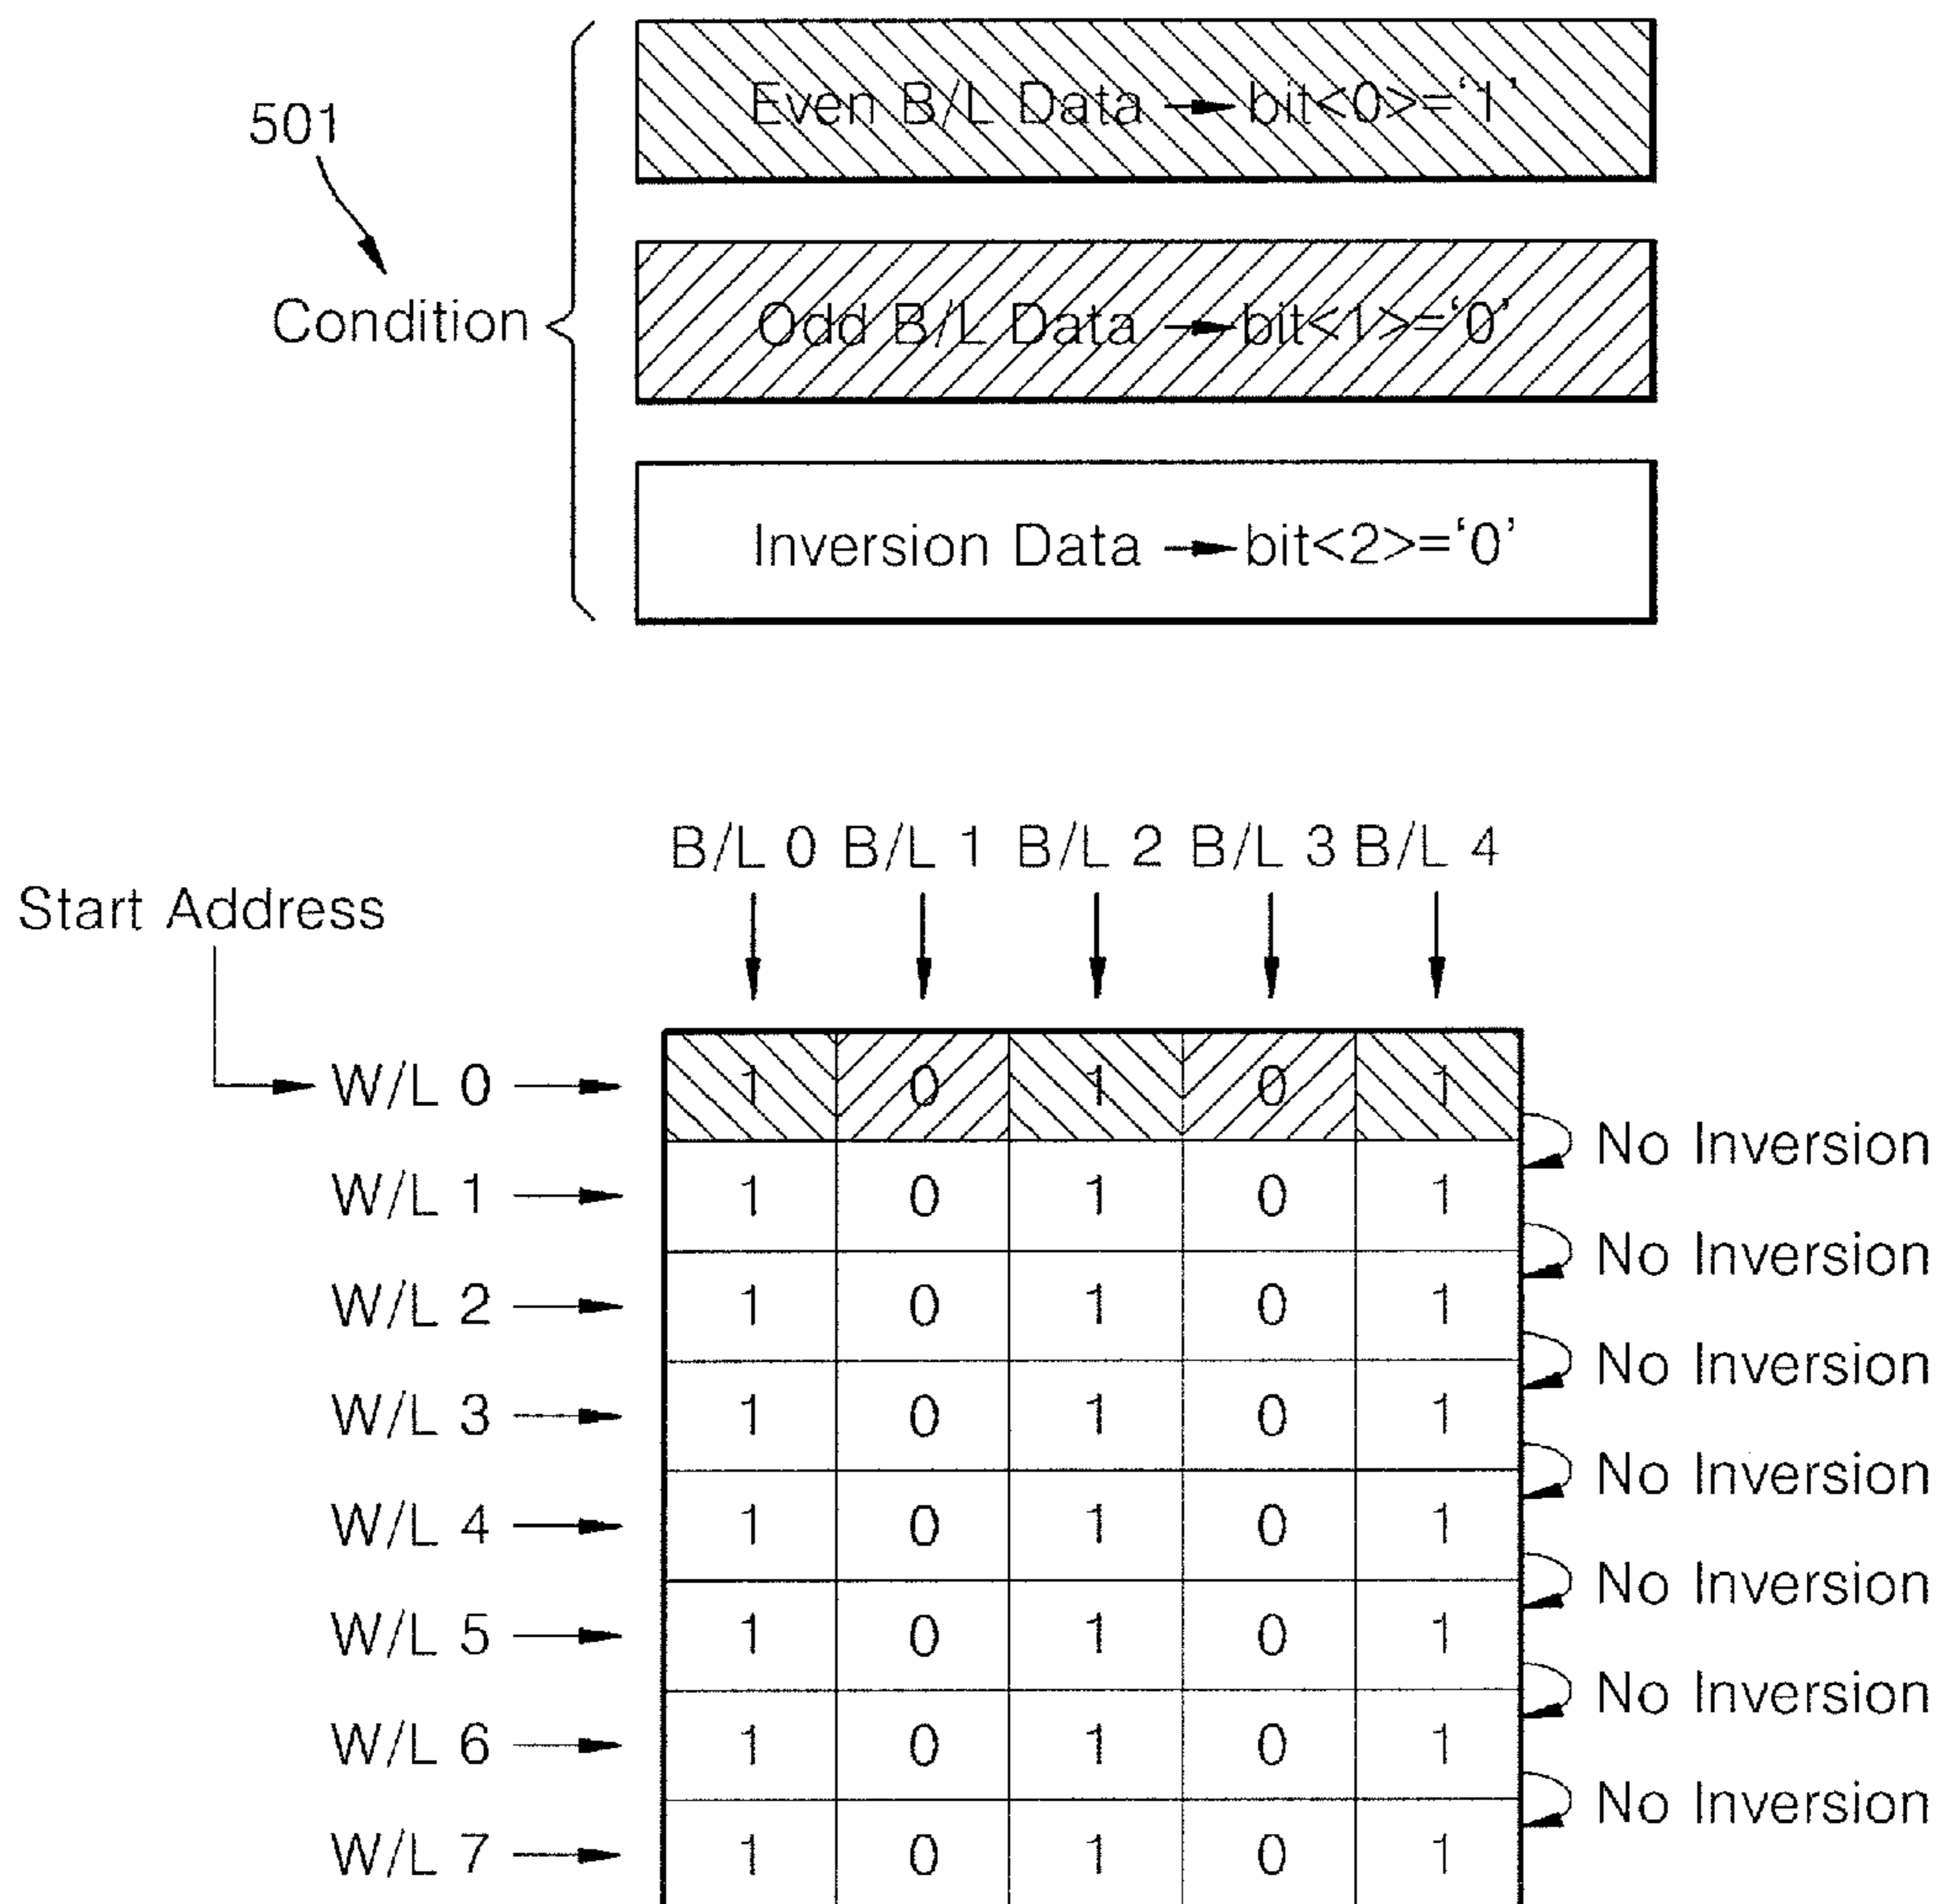 Even B/L Data → bit<0>='1'
501
Odd B/L Data → bit<1>='0'
Condition
Inversion Data → bit<2>='0'
B/L 0 B/L 1 B/L 2 B/L 3 B/L 4
Start Address
W/L 0 1 0 1 0 1
No Inversion
W/L 1 1 0 1 0 1
No Inversion
W/L 2 1 0 1 0 1
No Inversion
W/L 3 1 0 1 0 1
No Inversion
W/L 4 1 0 1 0 1
No Inversion
W/L 5 1 0 1 0 1
No Inversion
W/L 6 1 0 1 0 1
No Inversion
W/L 7 1 0 1 0 1